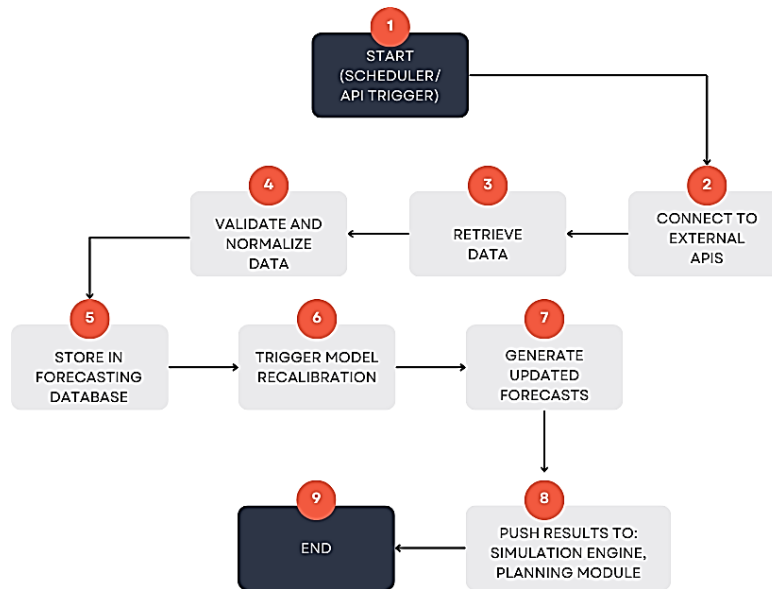 1
START
(SCHEDULER/
API TRIGGER)
2
CONNECT TO
EXTERNAL
APIS
3
RETRIEVE
DATA
4
VALIDATE AND
NORMALIZE
DATA
5
STORE IN
FORECASTING
DATABASE
6
TRIGGER MODEL
RECALIBRATION
7
GENERATE
UPDATED
FORECASTS
8
PUSH RESULTS TO:
SIMULATION ENGINE,
PLANNING MODULE
9
END